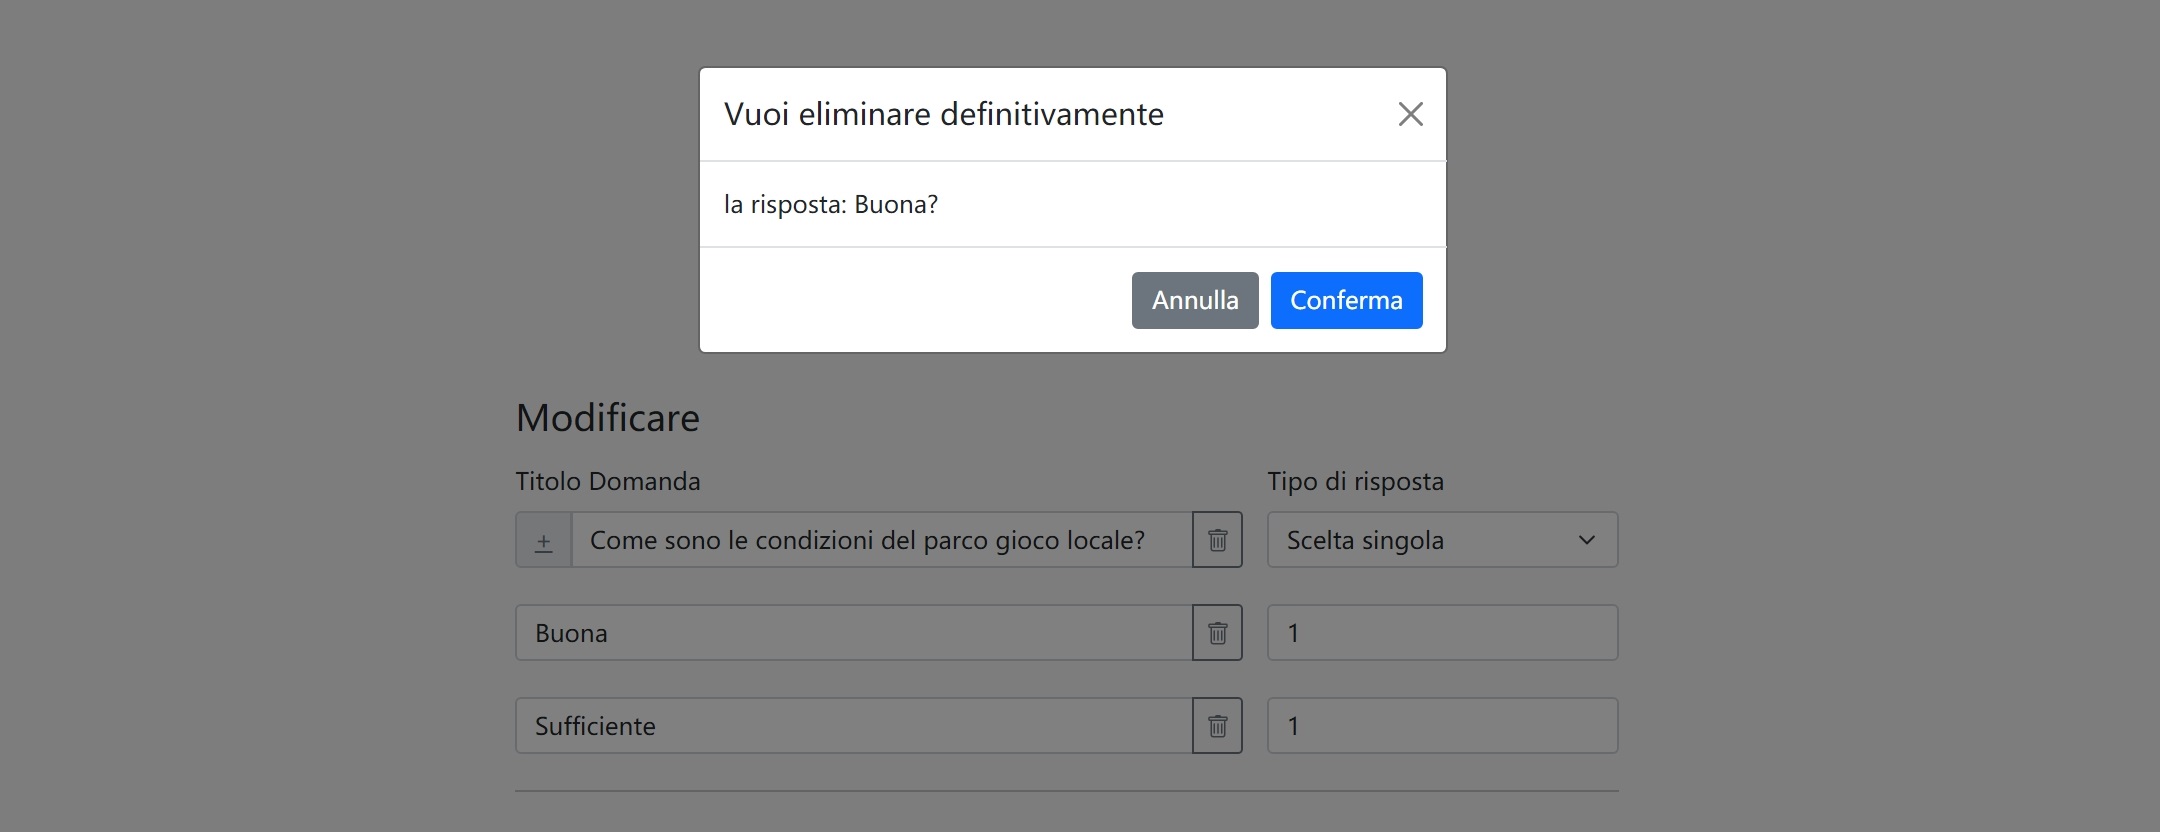 Vuoi eliminare definitivamente
la risposta: Buona?
Annulla Conferma
Modificare
Titolo Domanda Tipo di risposta
+ Come sono le condizioni del parco gioco locale? Scelta singola
Buona 1
Sufficiente 1